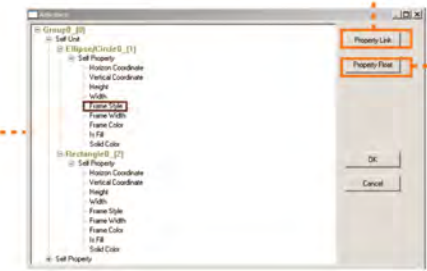 Group0_[0]
Self Unit
Ellipse/Circle0_[1]
Self Property
Horizon Coordinate
Vertical Coordinate
Height
Width
Frame Style
Frame Width
Frame Color
Is Fill
Solid Color
Rectangle0_[2]
Self Property
Horizon Coordinate
Vertical Coordinate
Height
Width
Frame Style
Frame Width
Frame Color
Is Fill
Solid Color
Self Property
Property Link
Property Reset
OK
Cancel